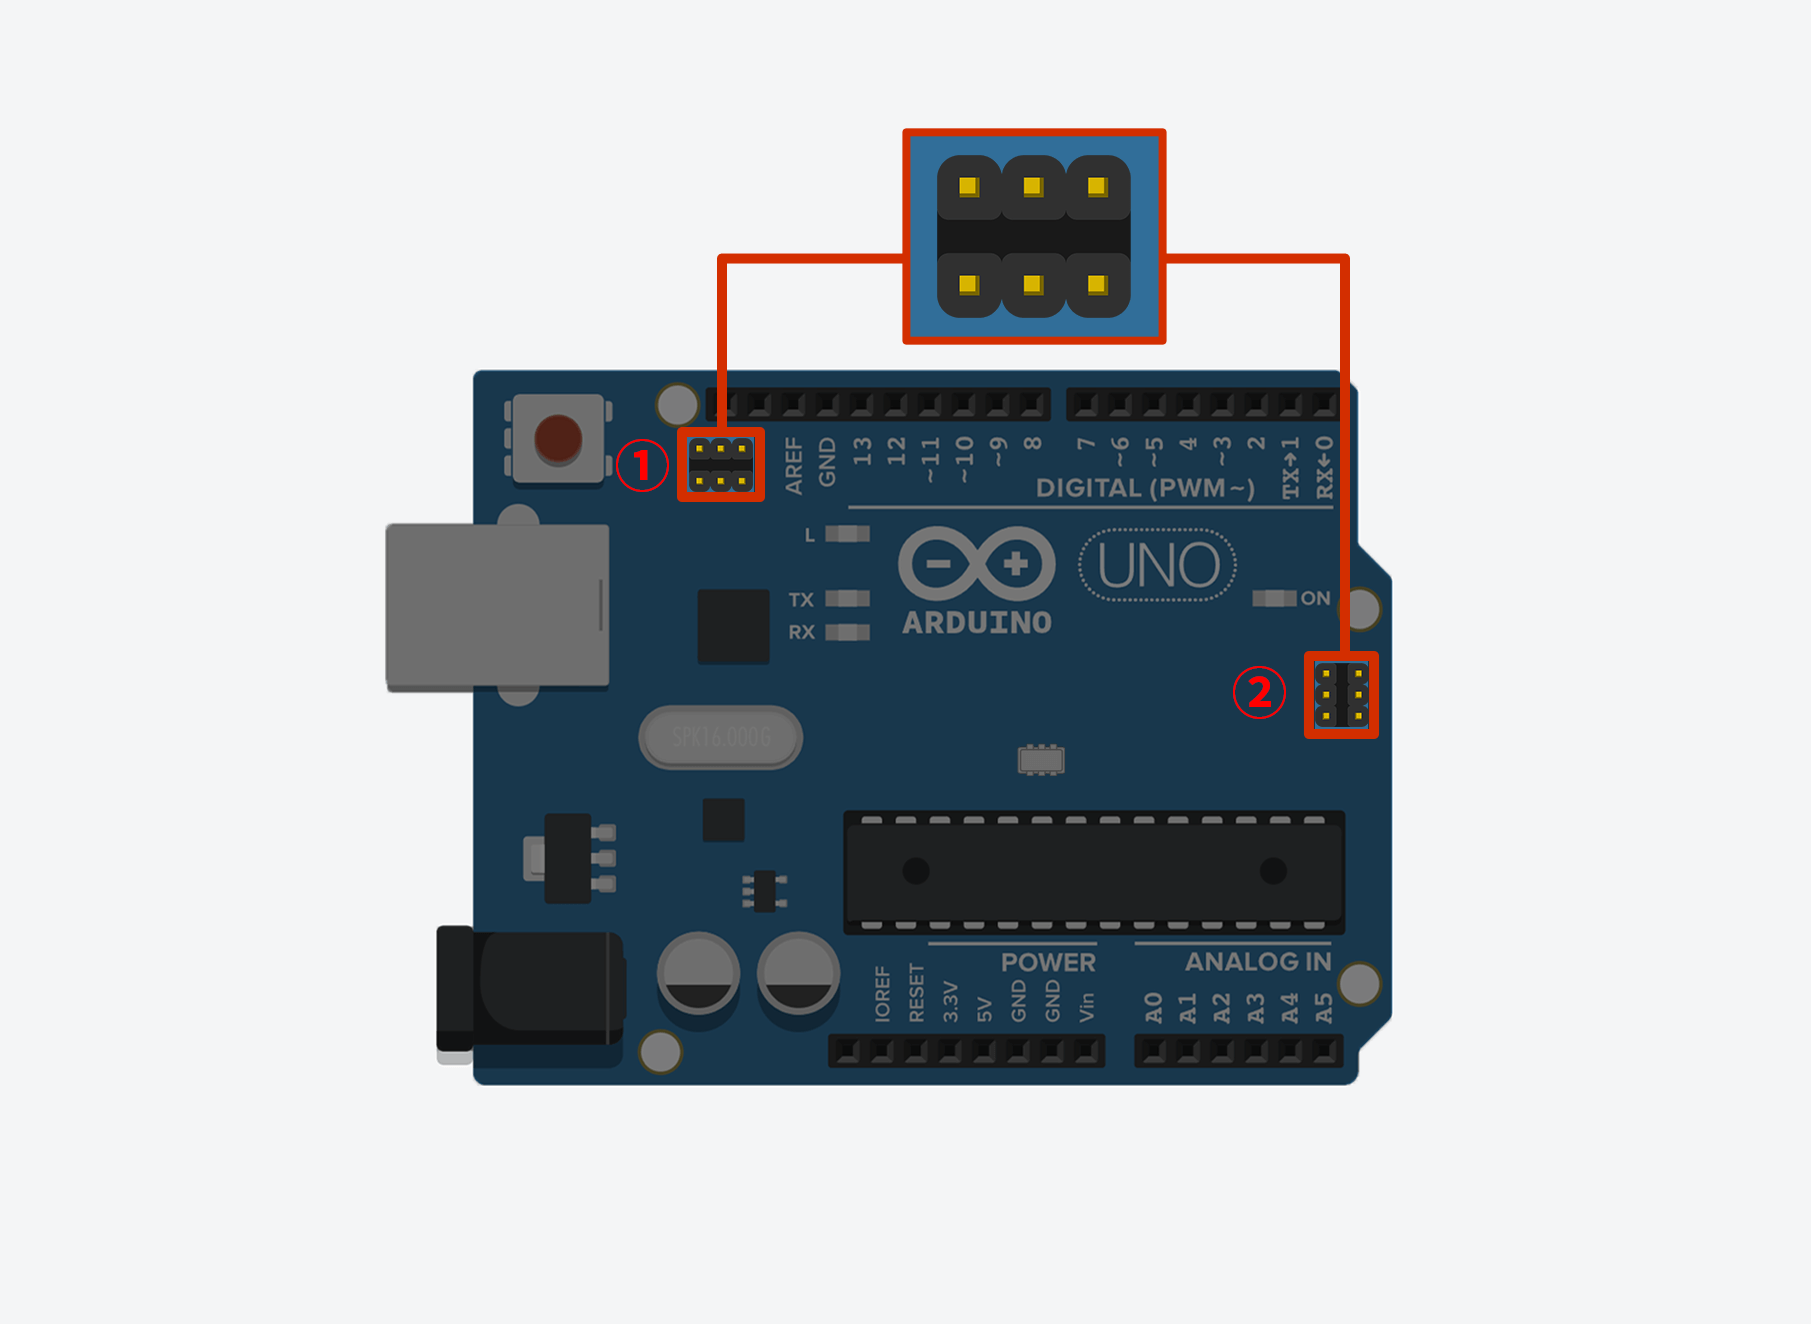 ①
AREF
GND
13
12
~11
~10
~9
8
7
~6
~5
4
~3
2
TX→1
RX←0
DIGITAL (PWM~)
L
TX
RX
ARDUINO
UNO
ON
②
SPK16.000G
POWER
ANALOG IN
IOREF
RESET
3.3V
5V
GND
GND
Vin
A0
A1
A2
A3
A4
A5